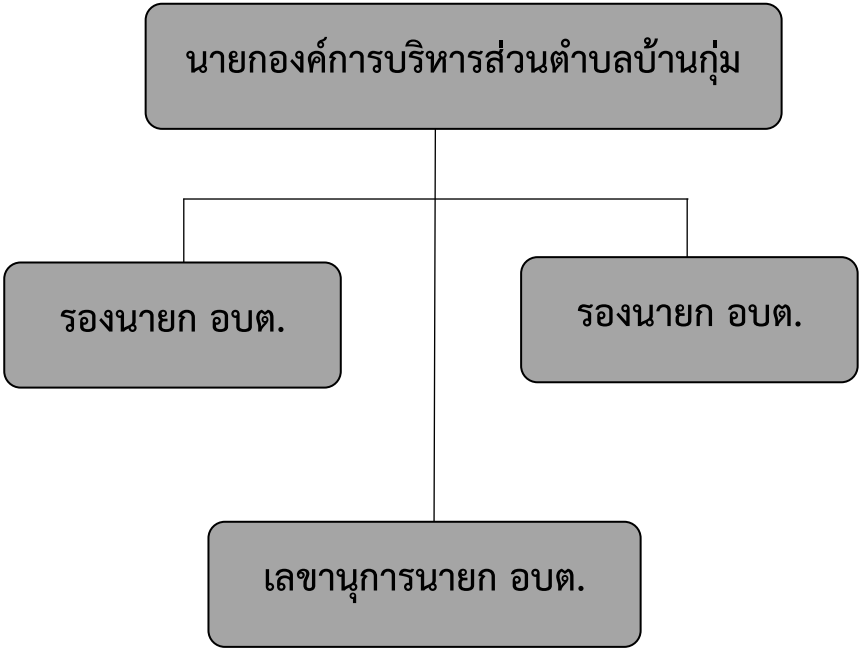 นายกองค์การบริหารส่วนตำบลบ้านกุ่ม
รองนายก อบต.
รองนายก อบต.
เลขานุการนายก อบต.